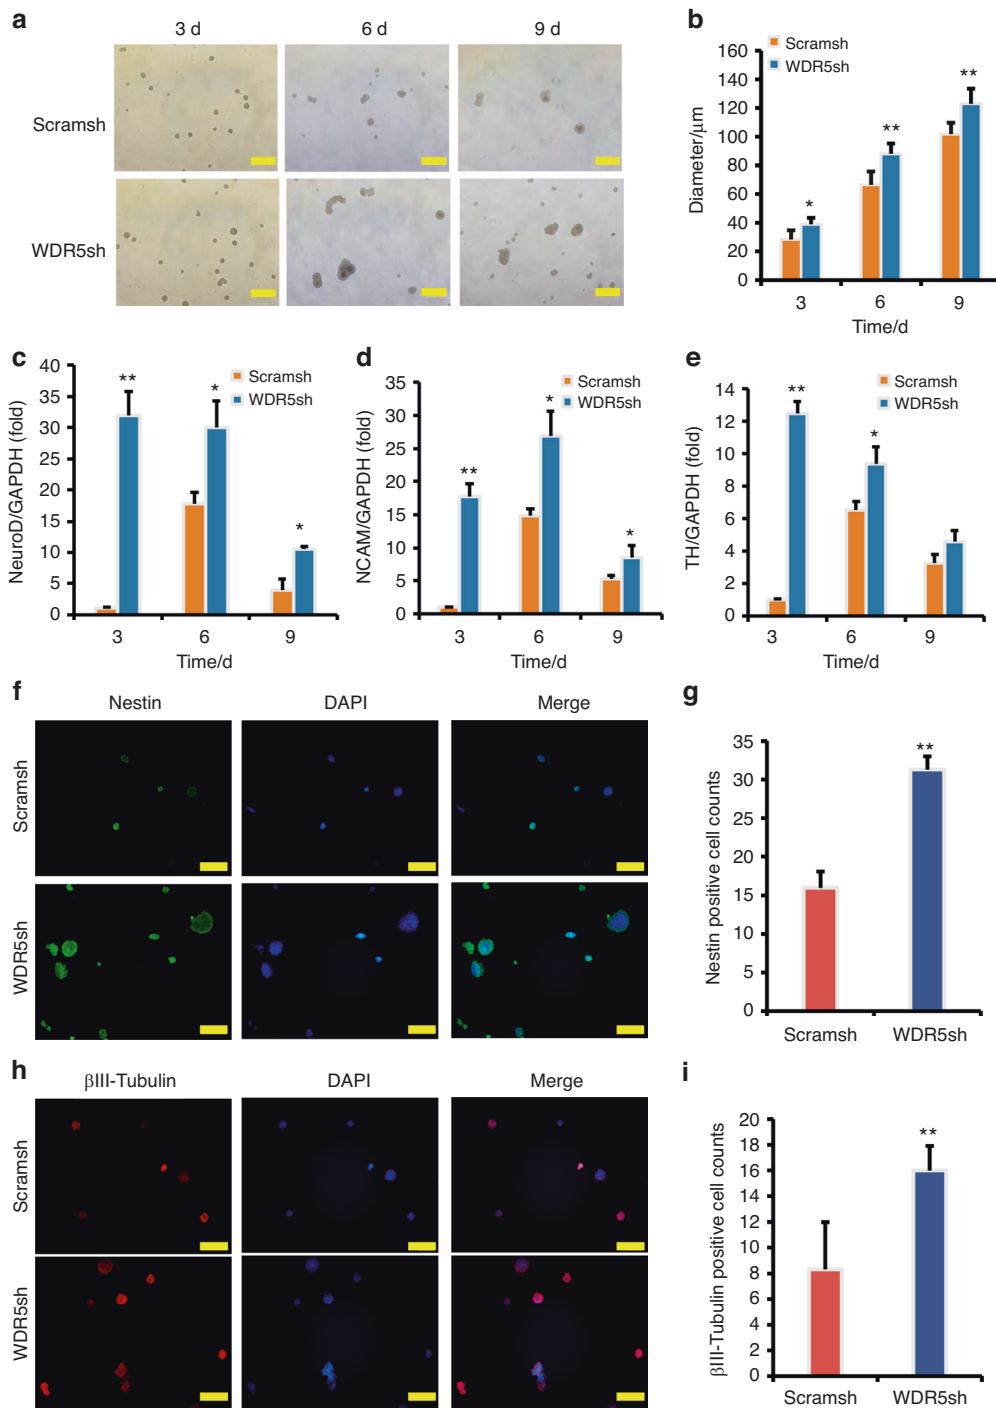 a
3 d
6 d
9 d
Scramsh
WDR5sh
b
Scramsh
WDR5sh
Diameter/µm
160
140
120
100
80
60
40
20
0
*
**
**
3
6
9
Time/d
c
Scramsh
WDR5sh
NeuroD/GAPDH (fold)
40
35
30
25
20
15
10
5
0
**
*
*
3
6
9
Time/d
d
Scramsh
WDR5sh
NCAM/GAPDH (fold)
35
30
25
20
15
10
5
0
**
*
*
3
6
9
Time/d
e
Scramsh
WDR5sh
TH/GAPDH (fold)
14
12
10
8
6
4
2
0
**
*
3
6
9
Time/d
f
Nestin
DAPI
Merge
Scramsh
WDR5sh
g
Nestin positive cell counts
35
30
25
20
15
10
5
0
**
Scramsh
WDR5sh
h
βIII-Tubulin
DAPI
Merge
Scramsh
WDR5sh
i
βIII-Tubulin positive cell counts
20
18
16
14
12
10
8
6
4
2
0
**
Scramsh
WDR5sh